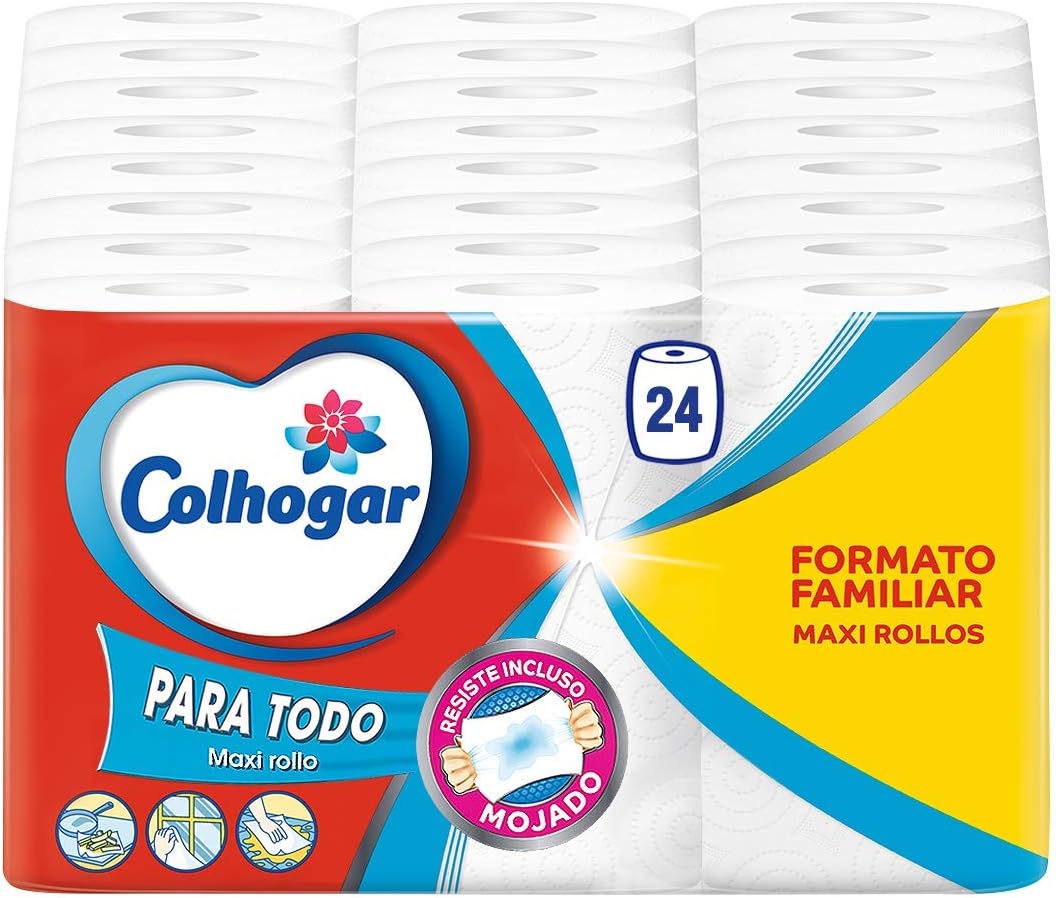 24
Colhogar
FORMATO
FAMILIAR
MAXI ROLLOS
PARA TODO
Maxi rollo
RESISTE INCLUSO
MOJADO